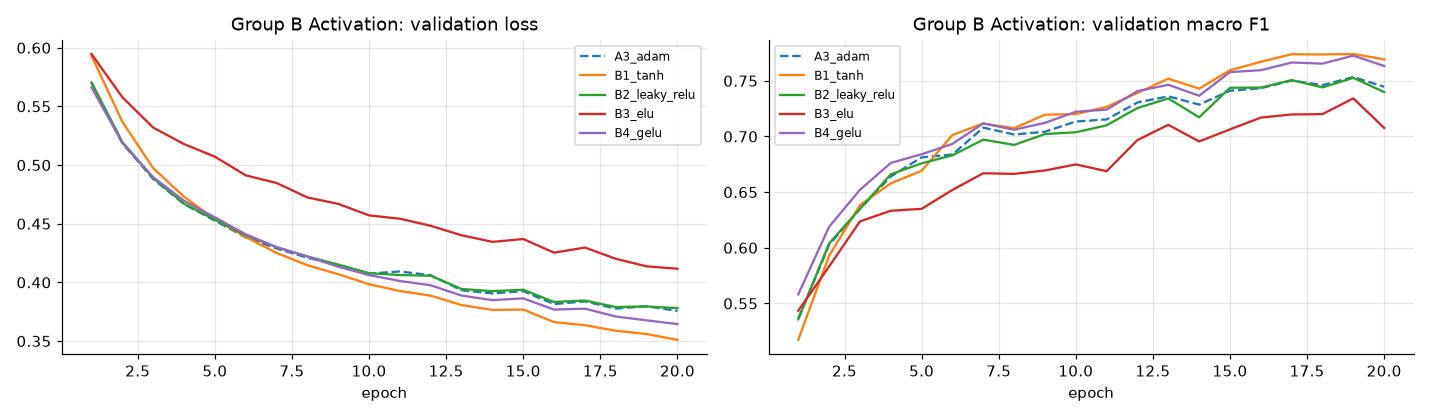 Group B Activation: validation loss
0.60
0.55
0.50
0.45
0.40
0.35
A3_adam
B1_tanh
B2_leaky_relu
B3_elu
B4_gelu
2.5 5.0 7.5 10.0 12.5 15.0 17.5 20.0
epoch
Group B Activation: validation macro F1
A3_adam
B1_tanh
B2_leaky_relu
B3_elu
B4_gelu
0.75
0.70
0.65
0.60
0.55
2.5 5.0 7.5 10.0 12.5 15.0 17.5 20.0
epoch